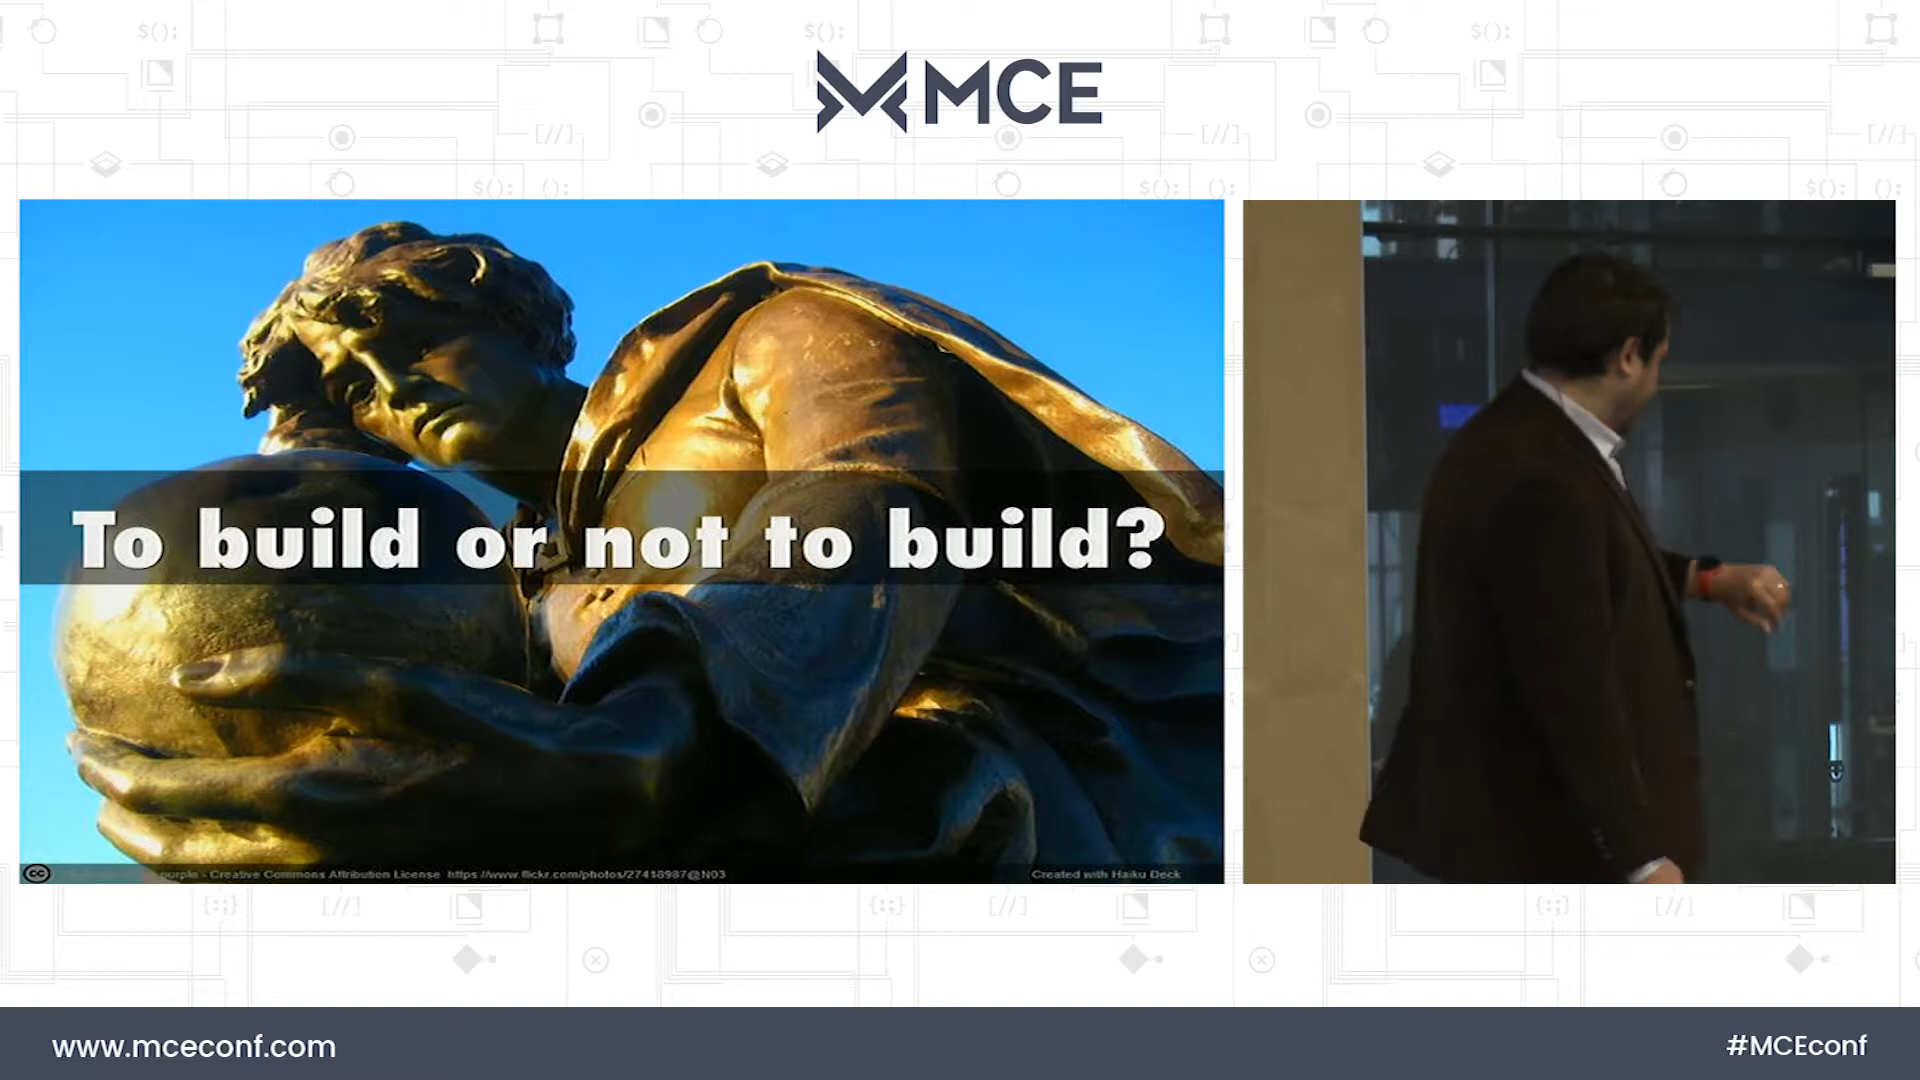 MCE
To build or not to build?
purple - Creative Commons Attribution License https://www.flickr.com/photos/27418987@N03
Created with Haiku Deck
www.mceconf.com
#MCEconf